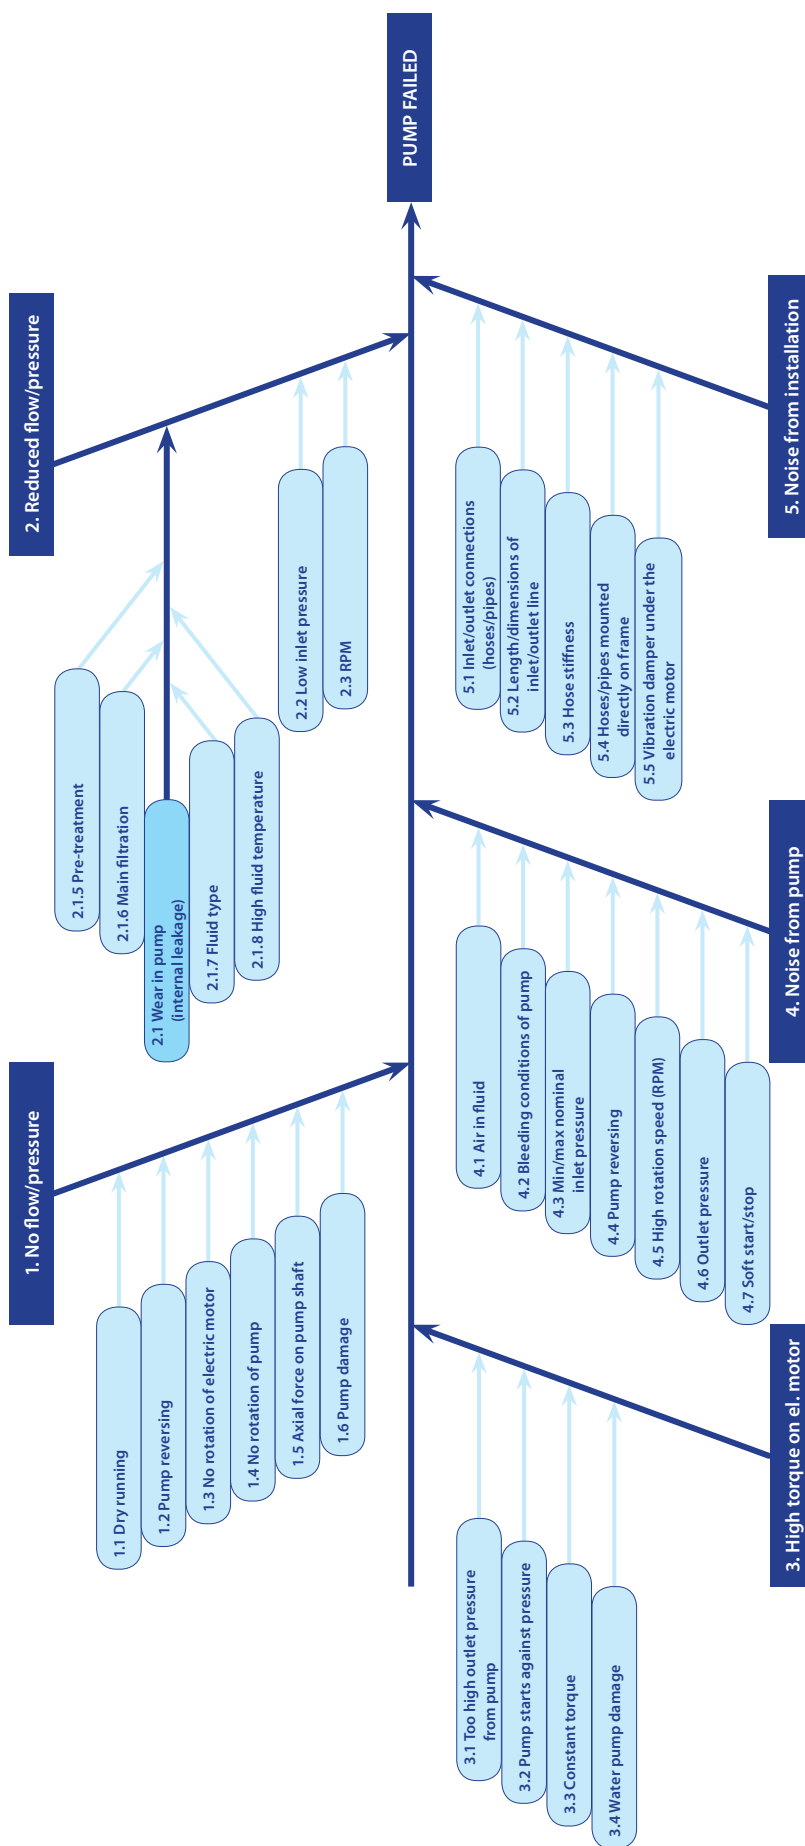 PUMP FAILED
1. No flow/pressure
1.1 Dry running
1.2 Pump reversing
1.3 No rotation of electric motor
1.4 No rotation of pump
1.5 Axial force on pump shaft
1.6 Pump damage
2. Reduced flow/pressure
2.1.5 Pre-treatment
2.1.6 Main filtration
2.1 Wear in pump
(internal leakage)
2.1.7 Fluid type
2.1.8 High fluid temperature
2.2 Low inlet pressure
2.3 RPM
3.1 Too high outlet pressure
from pump
3.2 Pump starts against pressure
3.3 Constant torque
3.4 Water pump damage
3. High torque on el. motor
4.1 Air in fluid
4.2 Bleeding conditions of pump
4.3 Min/max nominal
inlet pressure
4.4 Pump reversing
4.5 High rotation speed (RPM)
4.6 Outlet pressure
4.7 Soft start/stop
4. Noise from pump
5.1 Inlet/outlet connections
(hoses/pipes)
5.2 Length/dimensions of
inlet/outlet line
5.3 Hose stiffness
5.4 Hoses/pipes mounted
directly on frame
5.5 Vibration damper under the
electric motor
5. Noise from installation